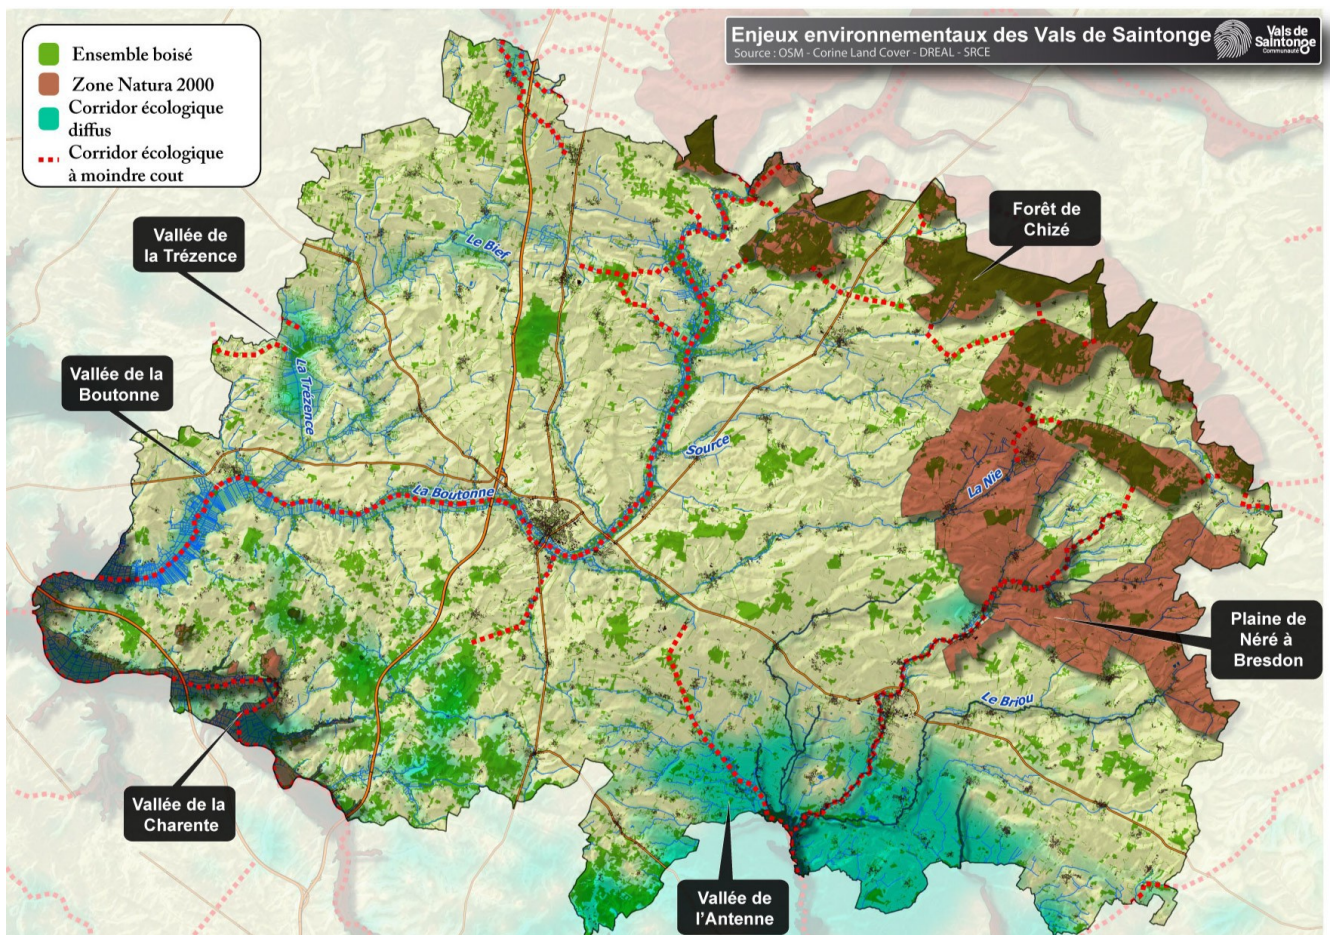 Enjeux environnementaux des Vals de Saintonge
Source : OSM - Corine Land Cover - DREAL - SRCE
Vals de
Saintonge
Communauté
Ensemble boisé
Zone Natura 2000
Corridor écologique
diffus
Corridor écologique
à moindre cout
Vallée de
la Trézence
Forêt de
Chizé
Le Bief
Vallée de la
Boutonne
La Trézence
Source
La Nie
La Boutonne
Plaine de
Néré à
Bresdon
Le Briou
Vallée de la
Charente
Vallée de
l'Antenne